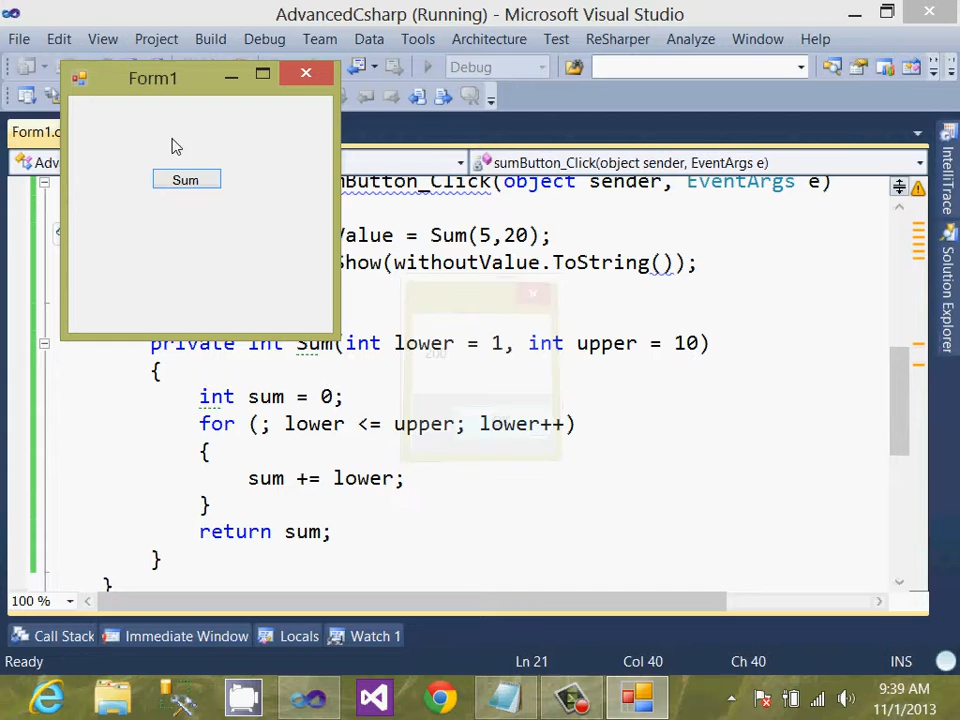 AdvancedCsharp (Running) - Microsoft Visual Studio
File Edit View Project Build Debug Team Data Tools Architecture Test ReSharper Analyze Window Help
Form1
Debug
Form1.c
Adv
sumButton_Click(object sender, EventArgs e)
Sum
mButton_Click(object sender, EventArgs e)
Value = Sum(5,20);
Show(withoutValue.ToString());
private int Sum(int lower = 1, int upper = 10)
200
{
int sum = 0;
for (; lower <= upper; lower++)
{
sum += lower;
}
return sum;
}
}
100 %
IntelliTrace
Solution Explorer
Call Stack Immediate Window Locals Watch 1
Ready Ln 21 Col 40 Ch 40 INS
9:39 AM
11/1/2013